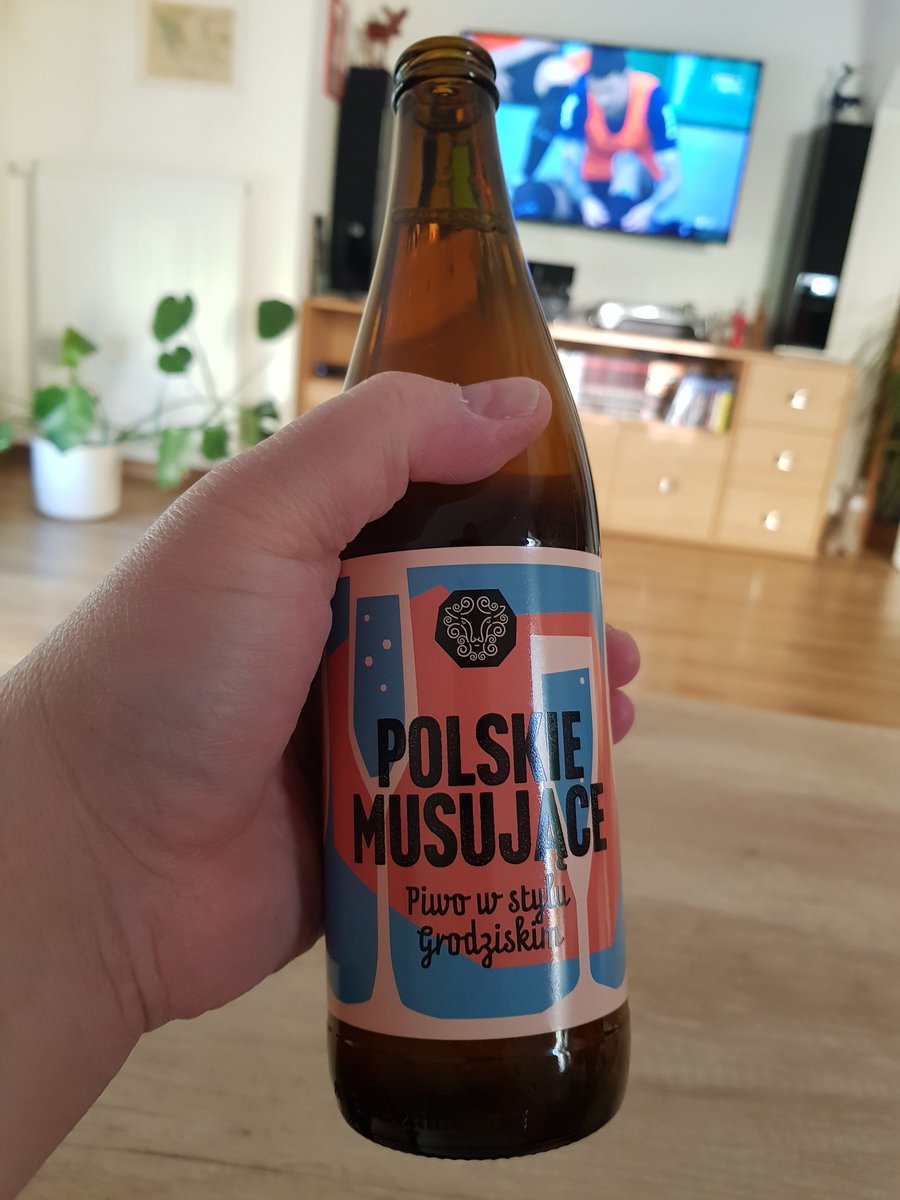 POLSKIE
MUSUJĄCE
Piwo w stylu
Grodziskim